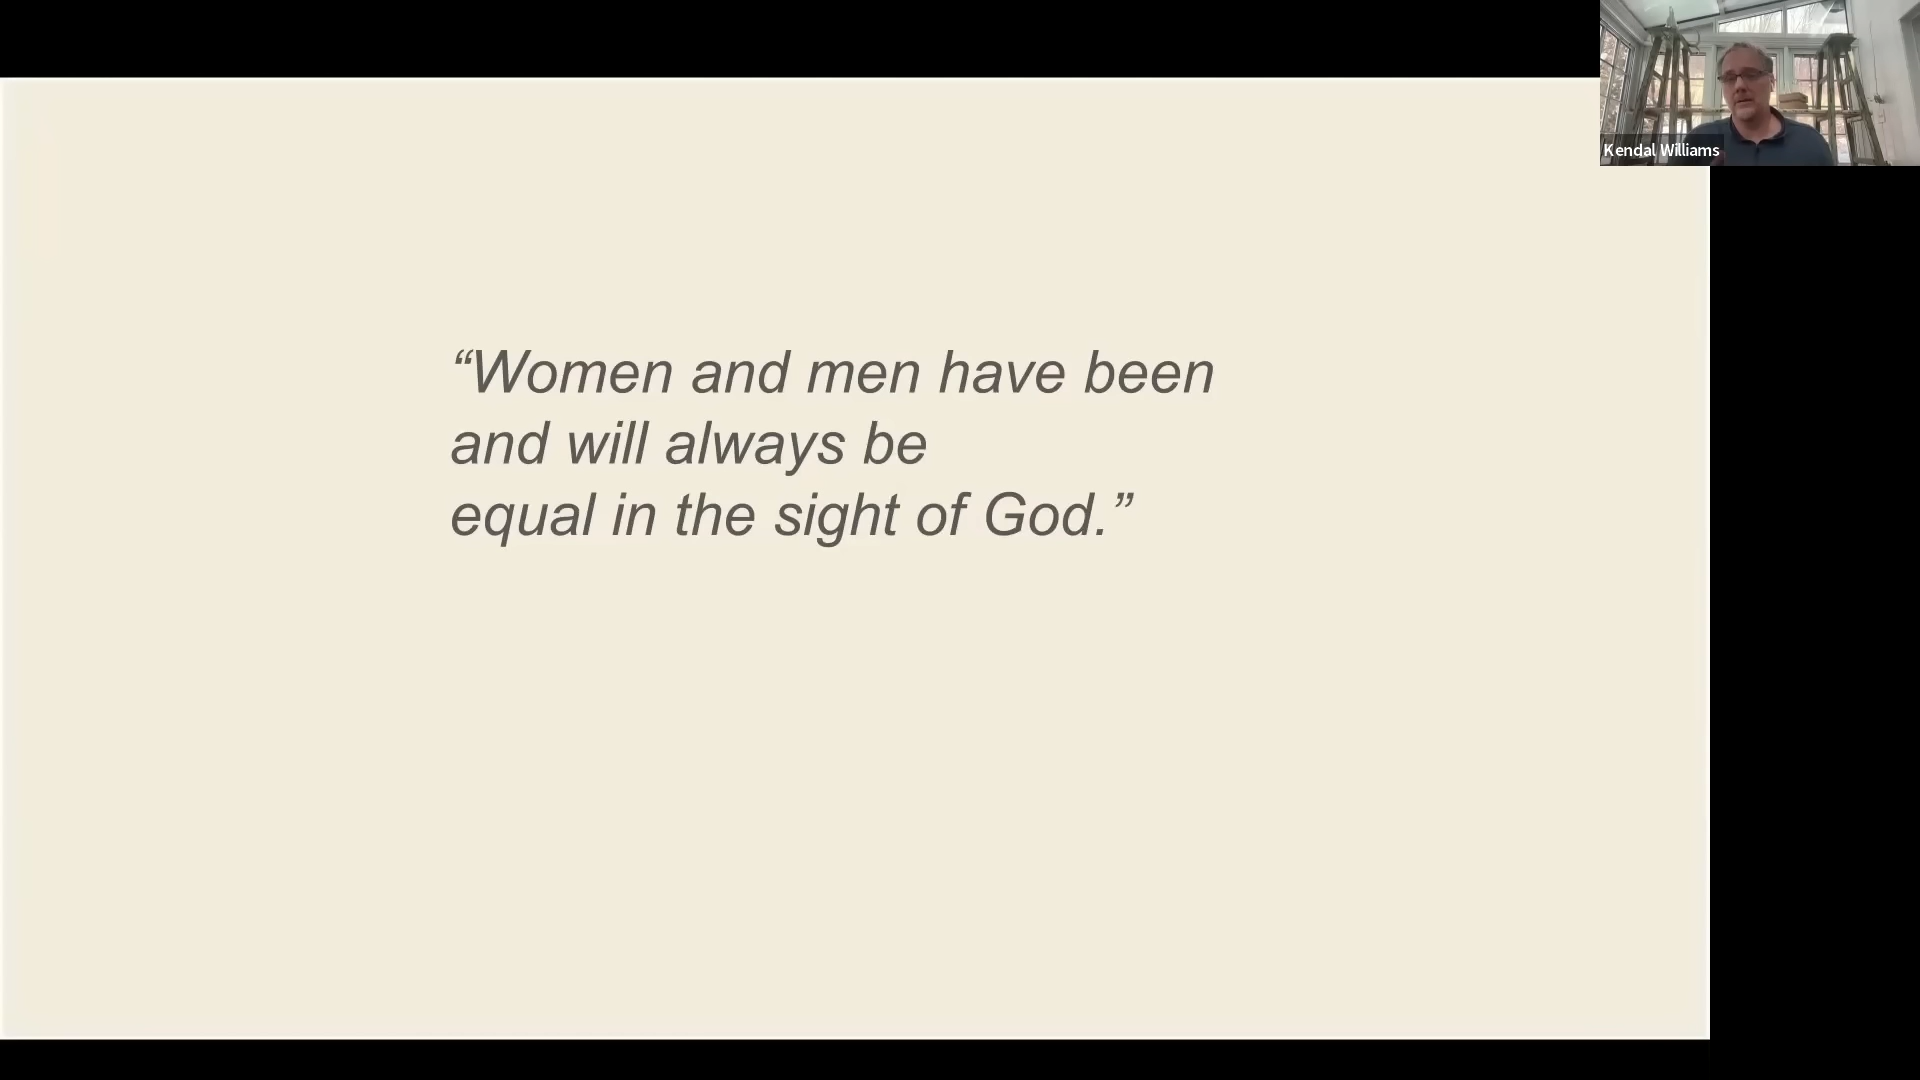 Kendal Williams
“Women and men have been
and will always be
equal in the sight of God.”